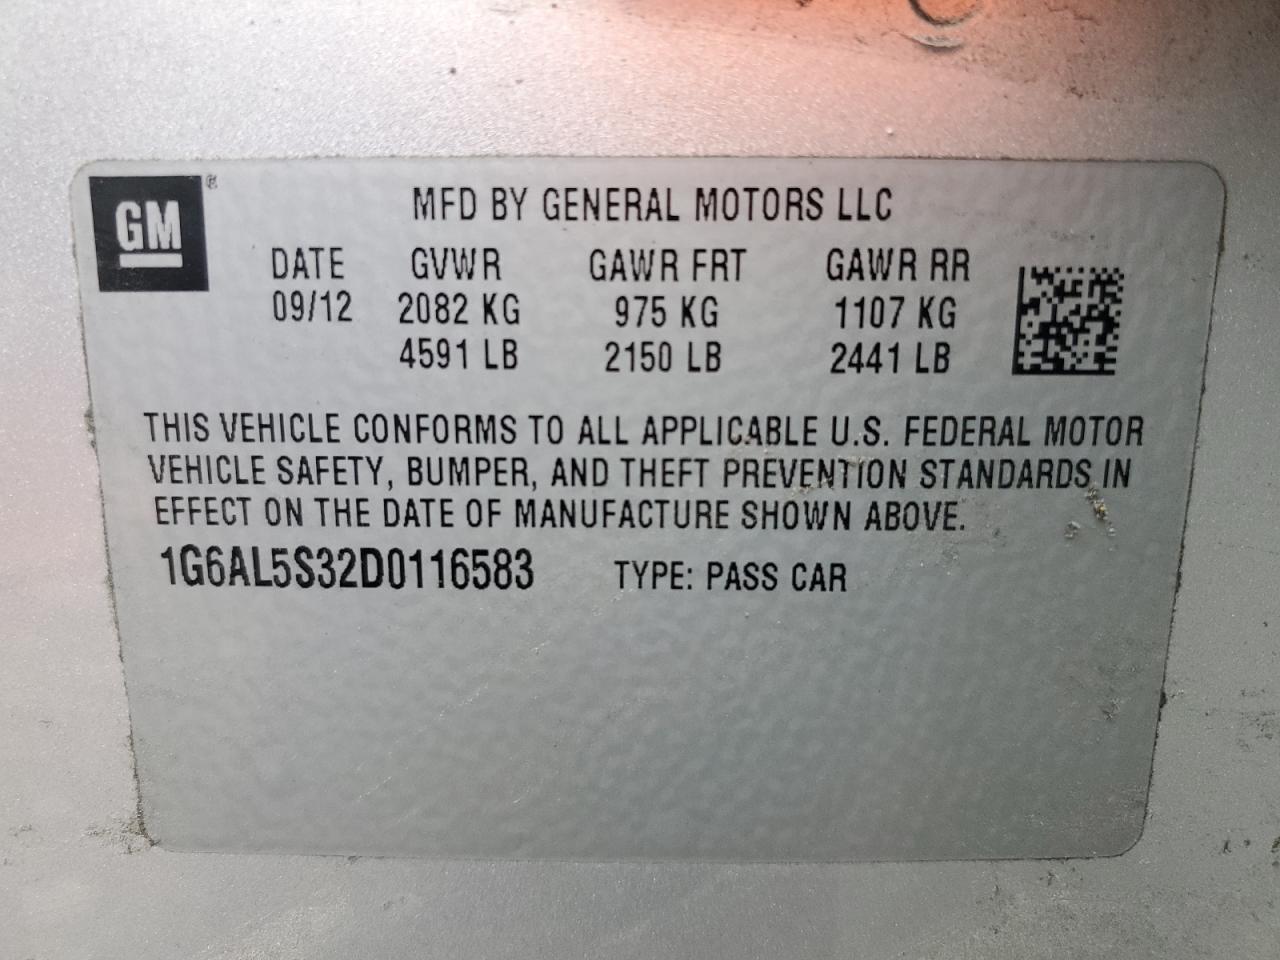 GM ®
MFD BY GENERAL MOTORS LLC
DATE GVWR GAWR FRT GAWR RR
09/12 2082 KG 975 KG 1107 KG
4591 LB 2150 LB 2441 LB
THIS VEHICLE CONFORMS TO ALL APPLICABLE U.S. FEDERAL MOTOR
VEHICLE SAFETY, BUMPER, AND THEFT PREVENTION STANDARDS IN
EFFECT ON THE DATE OF MANUFACTURE SHOWN ABOVE.
1G6AL5S32D0116583 TYPE: PASS CAR